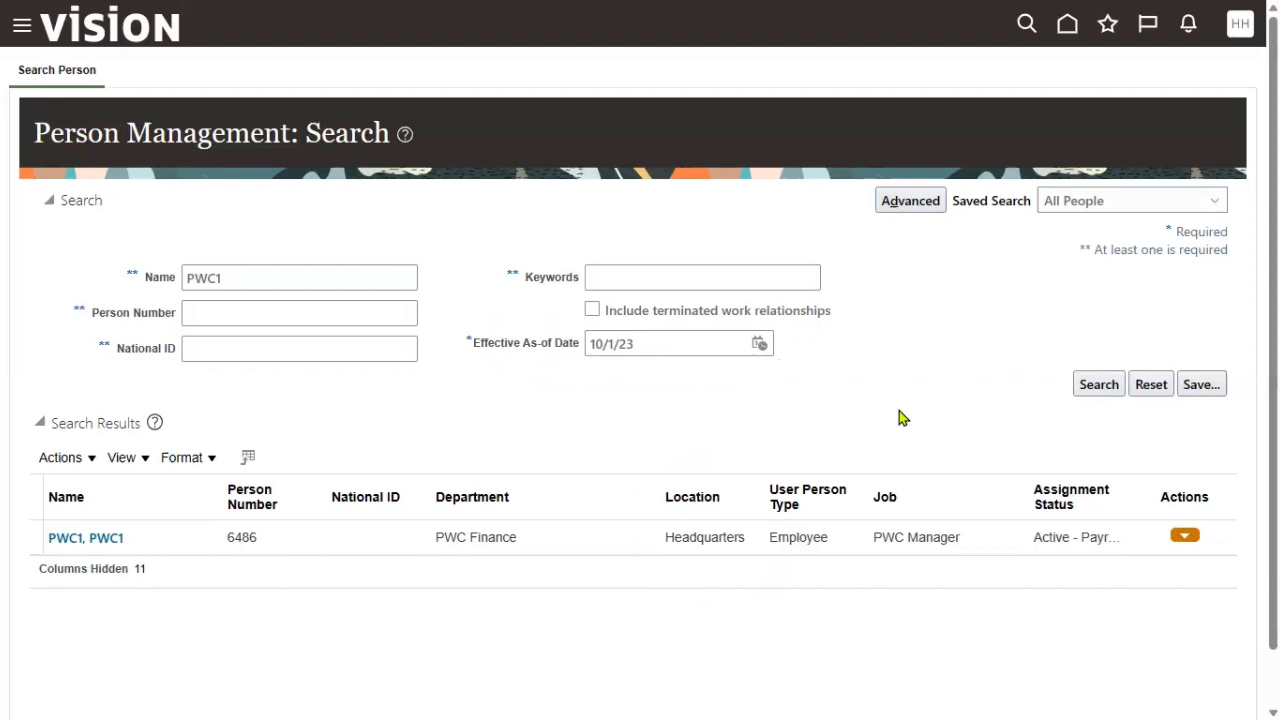 VISION
HH
Search Person
Person Management: Search
Search
Advanced Saved Search All People
* Required
** At least one is required
** Name PWC1
** Keywords
** Person Number
Include terminated work relationships
** National ID
*Effective As-of Date 10/1/23
Search Reset Save...
Search Results
Actions View Format
Name Person Number National ID Department Location User Person Type Job Assignment Status Actions
PWC1, PWC1 6486 PWC Finance Headquarters Employee PWC Manager Active - Payr...
Columns Hidden 11